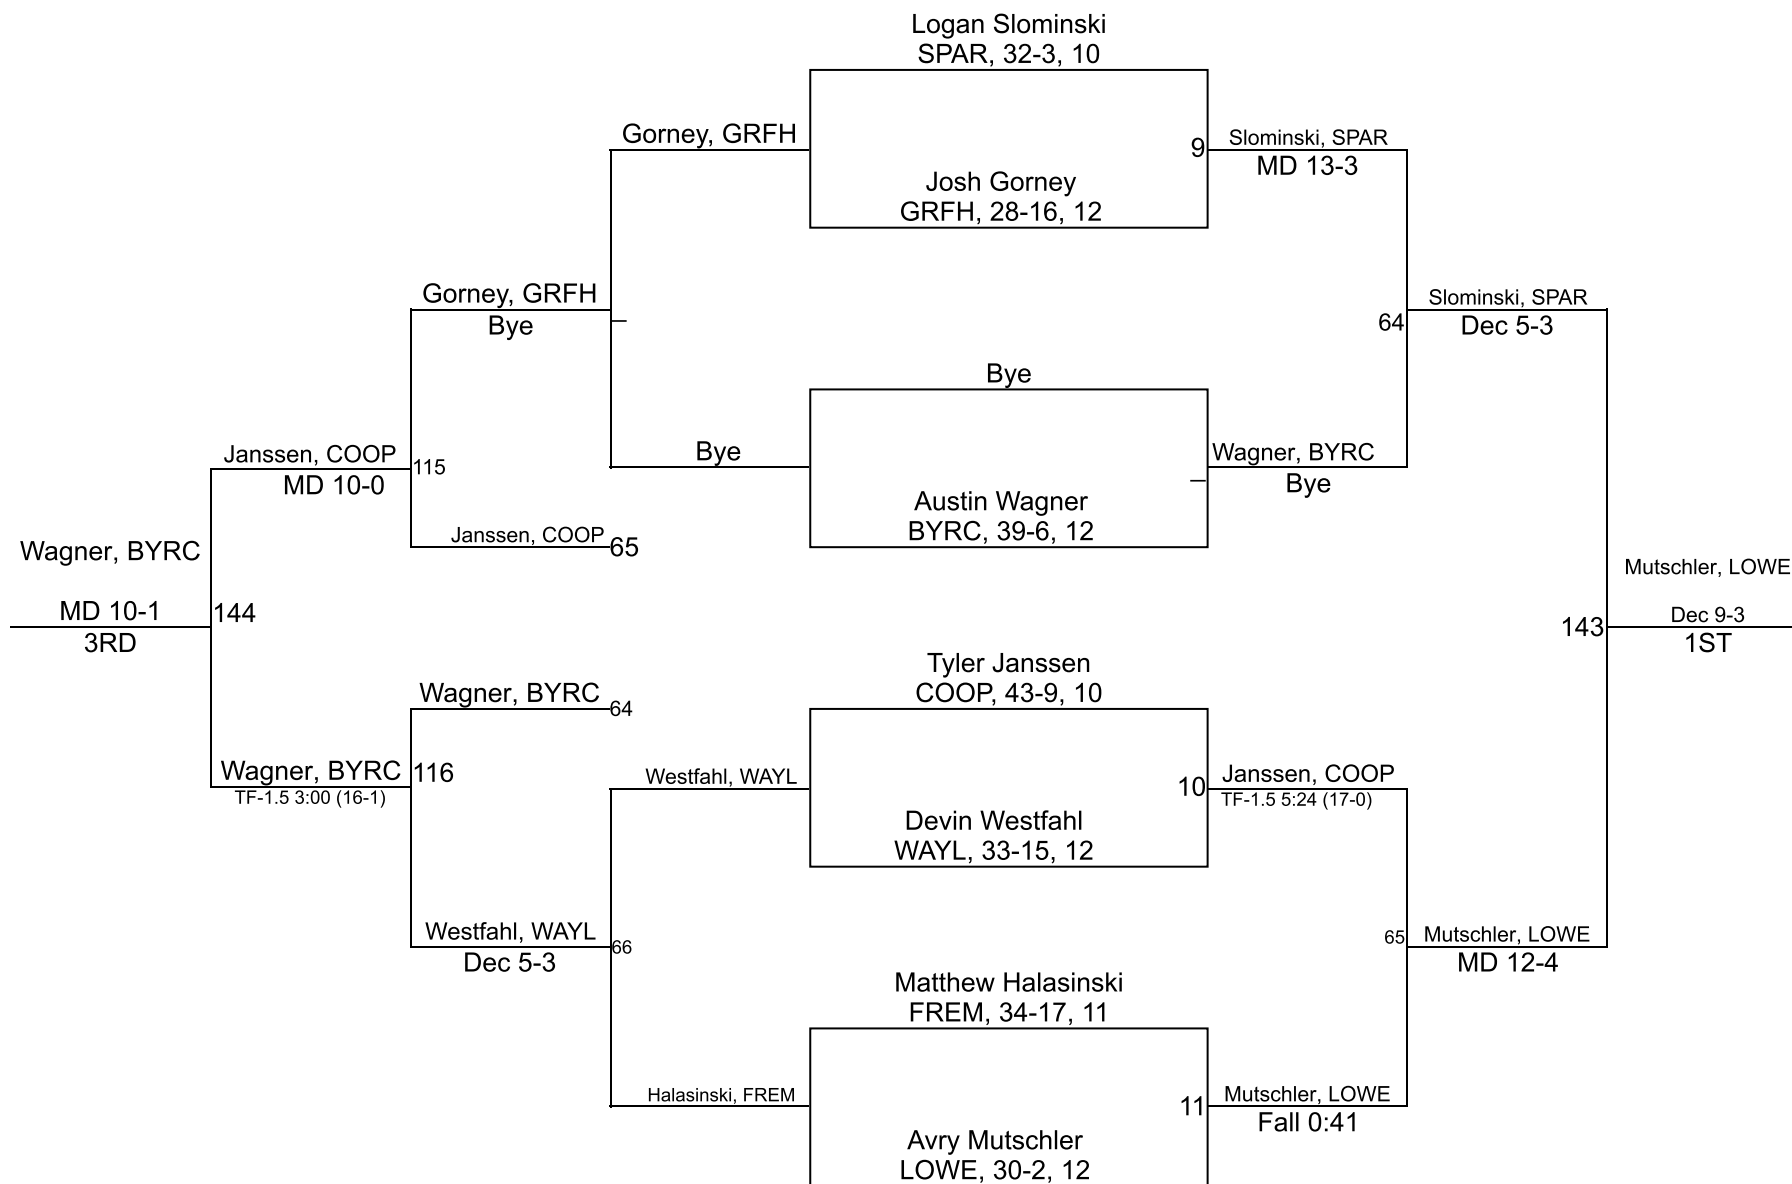 Logan Slominski
SPAR, 32-3, 10
Gorney, GRFH
9
Slominski, SPAR
MD 13-3
Josh Gorney
GRFH, 28-16, 12
Gorney, GRFH
Bye
Slominski, SPAR
64
Dec 5-3
Bye
Bye
Wagner, BYRC
Bye
Janssen, COOP
115
MD 10-0
Austin Wagner
BYRC, 39-6, 12
Janssen, COOP
65
Wagner, BYRC
MD 10-1
144
3RD
Mutschler, LOWE
Dec 9-3
143
1ST
Tyler Janssen
COOP, 43-9, 10
Wagner, BYRC
64
Wagner, BYRC
116
TF-1.5 3:00 (16-1)
Westfahl, WAYL
10
Janssen, COOP
TF-1.5 5:24 (17-0)
Devin Westfahl
WAYL, 33-15, 12
Westfahl, WAYL
66
Dec 5-3
65
Mutschler, LOWE
MD 12-4
Matthew Halasinski
FREM, 34-17, 11
Halasinski, FREM
11
Mutschler, LOWE
Fall 0:41
Avry Mutschler
LOWE, 30-2, 12